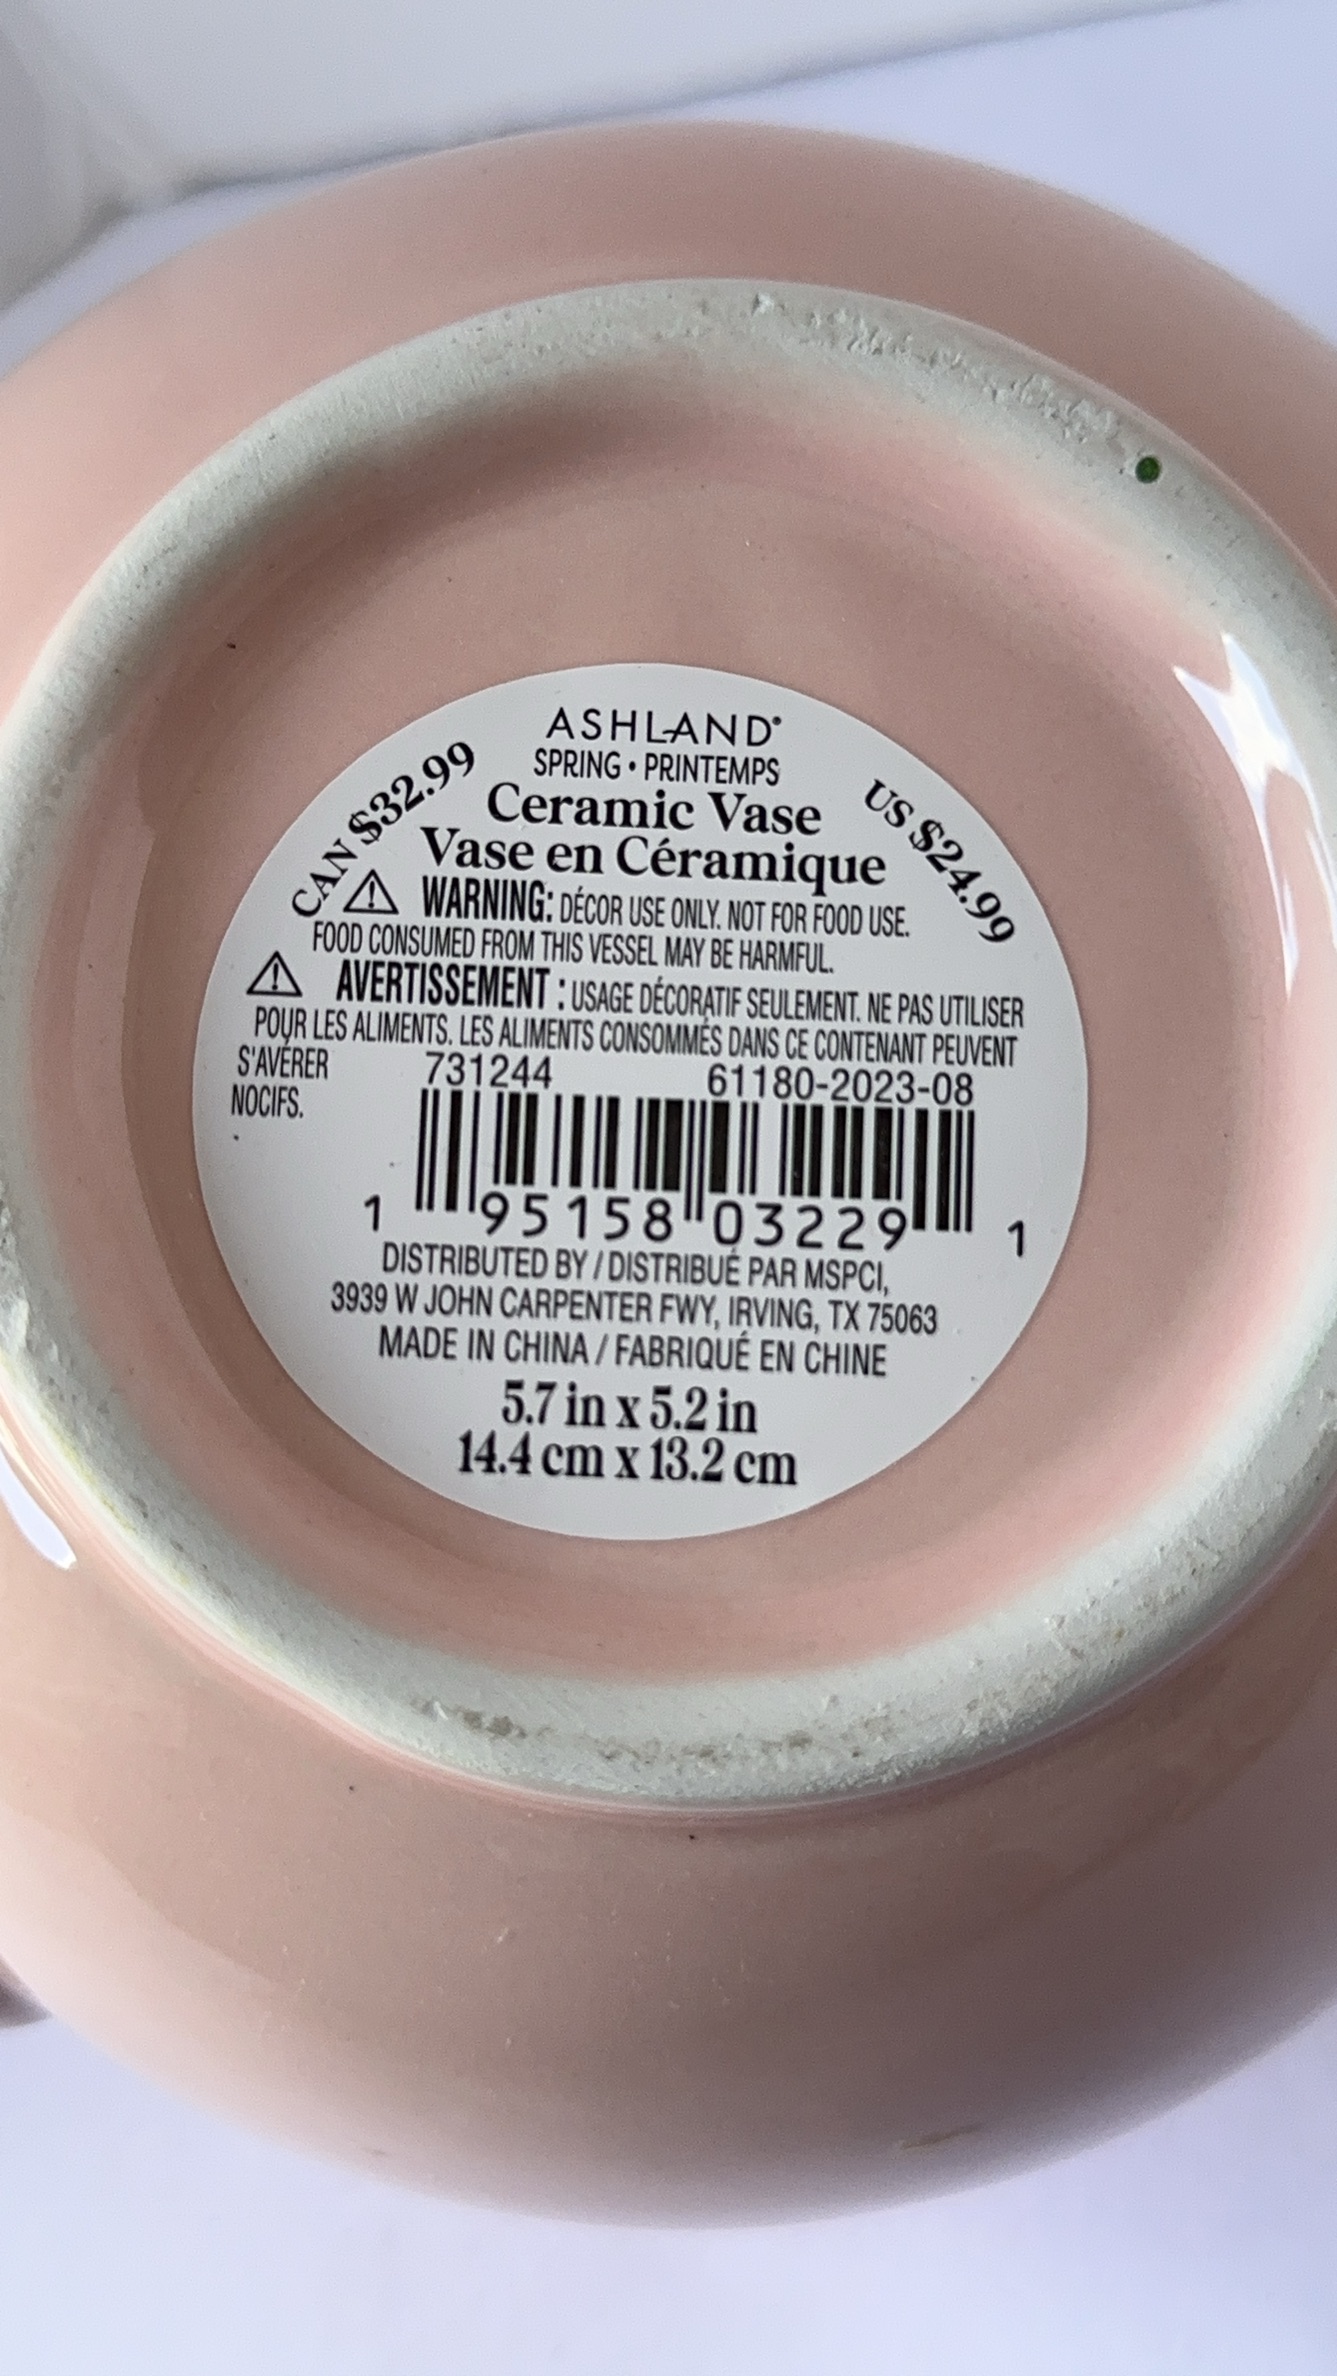 ASHLAND®
SPRING • PRINTEMPS
CAN $32.99
US $24.99
Ceramic Vase
Vase en Céramique
⚠ WARNING: DÉCOR USE ONLY. NOT FOR FOOD USE.
FOOD CONSUMED FROM THIS VESSEL MAY BE HARMFUL.
⚠ AVERTISSEMENT : USAGE DÉCORATIF SEULEMENT. NE PAS UTILISER
POUR LES ALIMENTS. LES ALIMENTS CONSOMMÉS DANS CE CONTENANT PEUVENT
S'AVÉRER
NOCIFS.
731244 61180-2023-08
1 95158 03229 1
DISTRIBUTED BY / DISTRIBUÉ PAR MSPCI,
3939 W JOHN CARPENTER FWY, IRVING, TX 75063
MADE IN CHINA / FABRIQUÉ EN CHINE
5.7 in x 5.2 in
14.4 cm x 13.2 cm